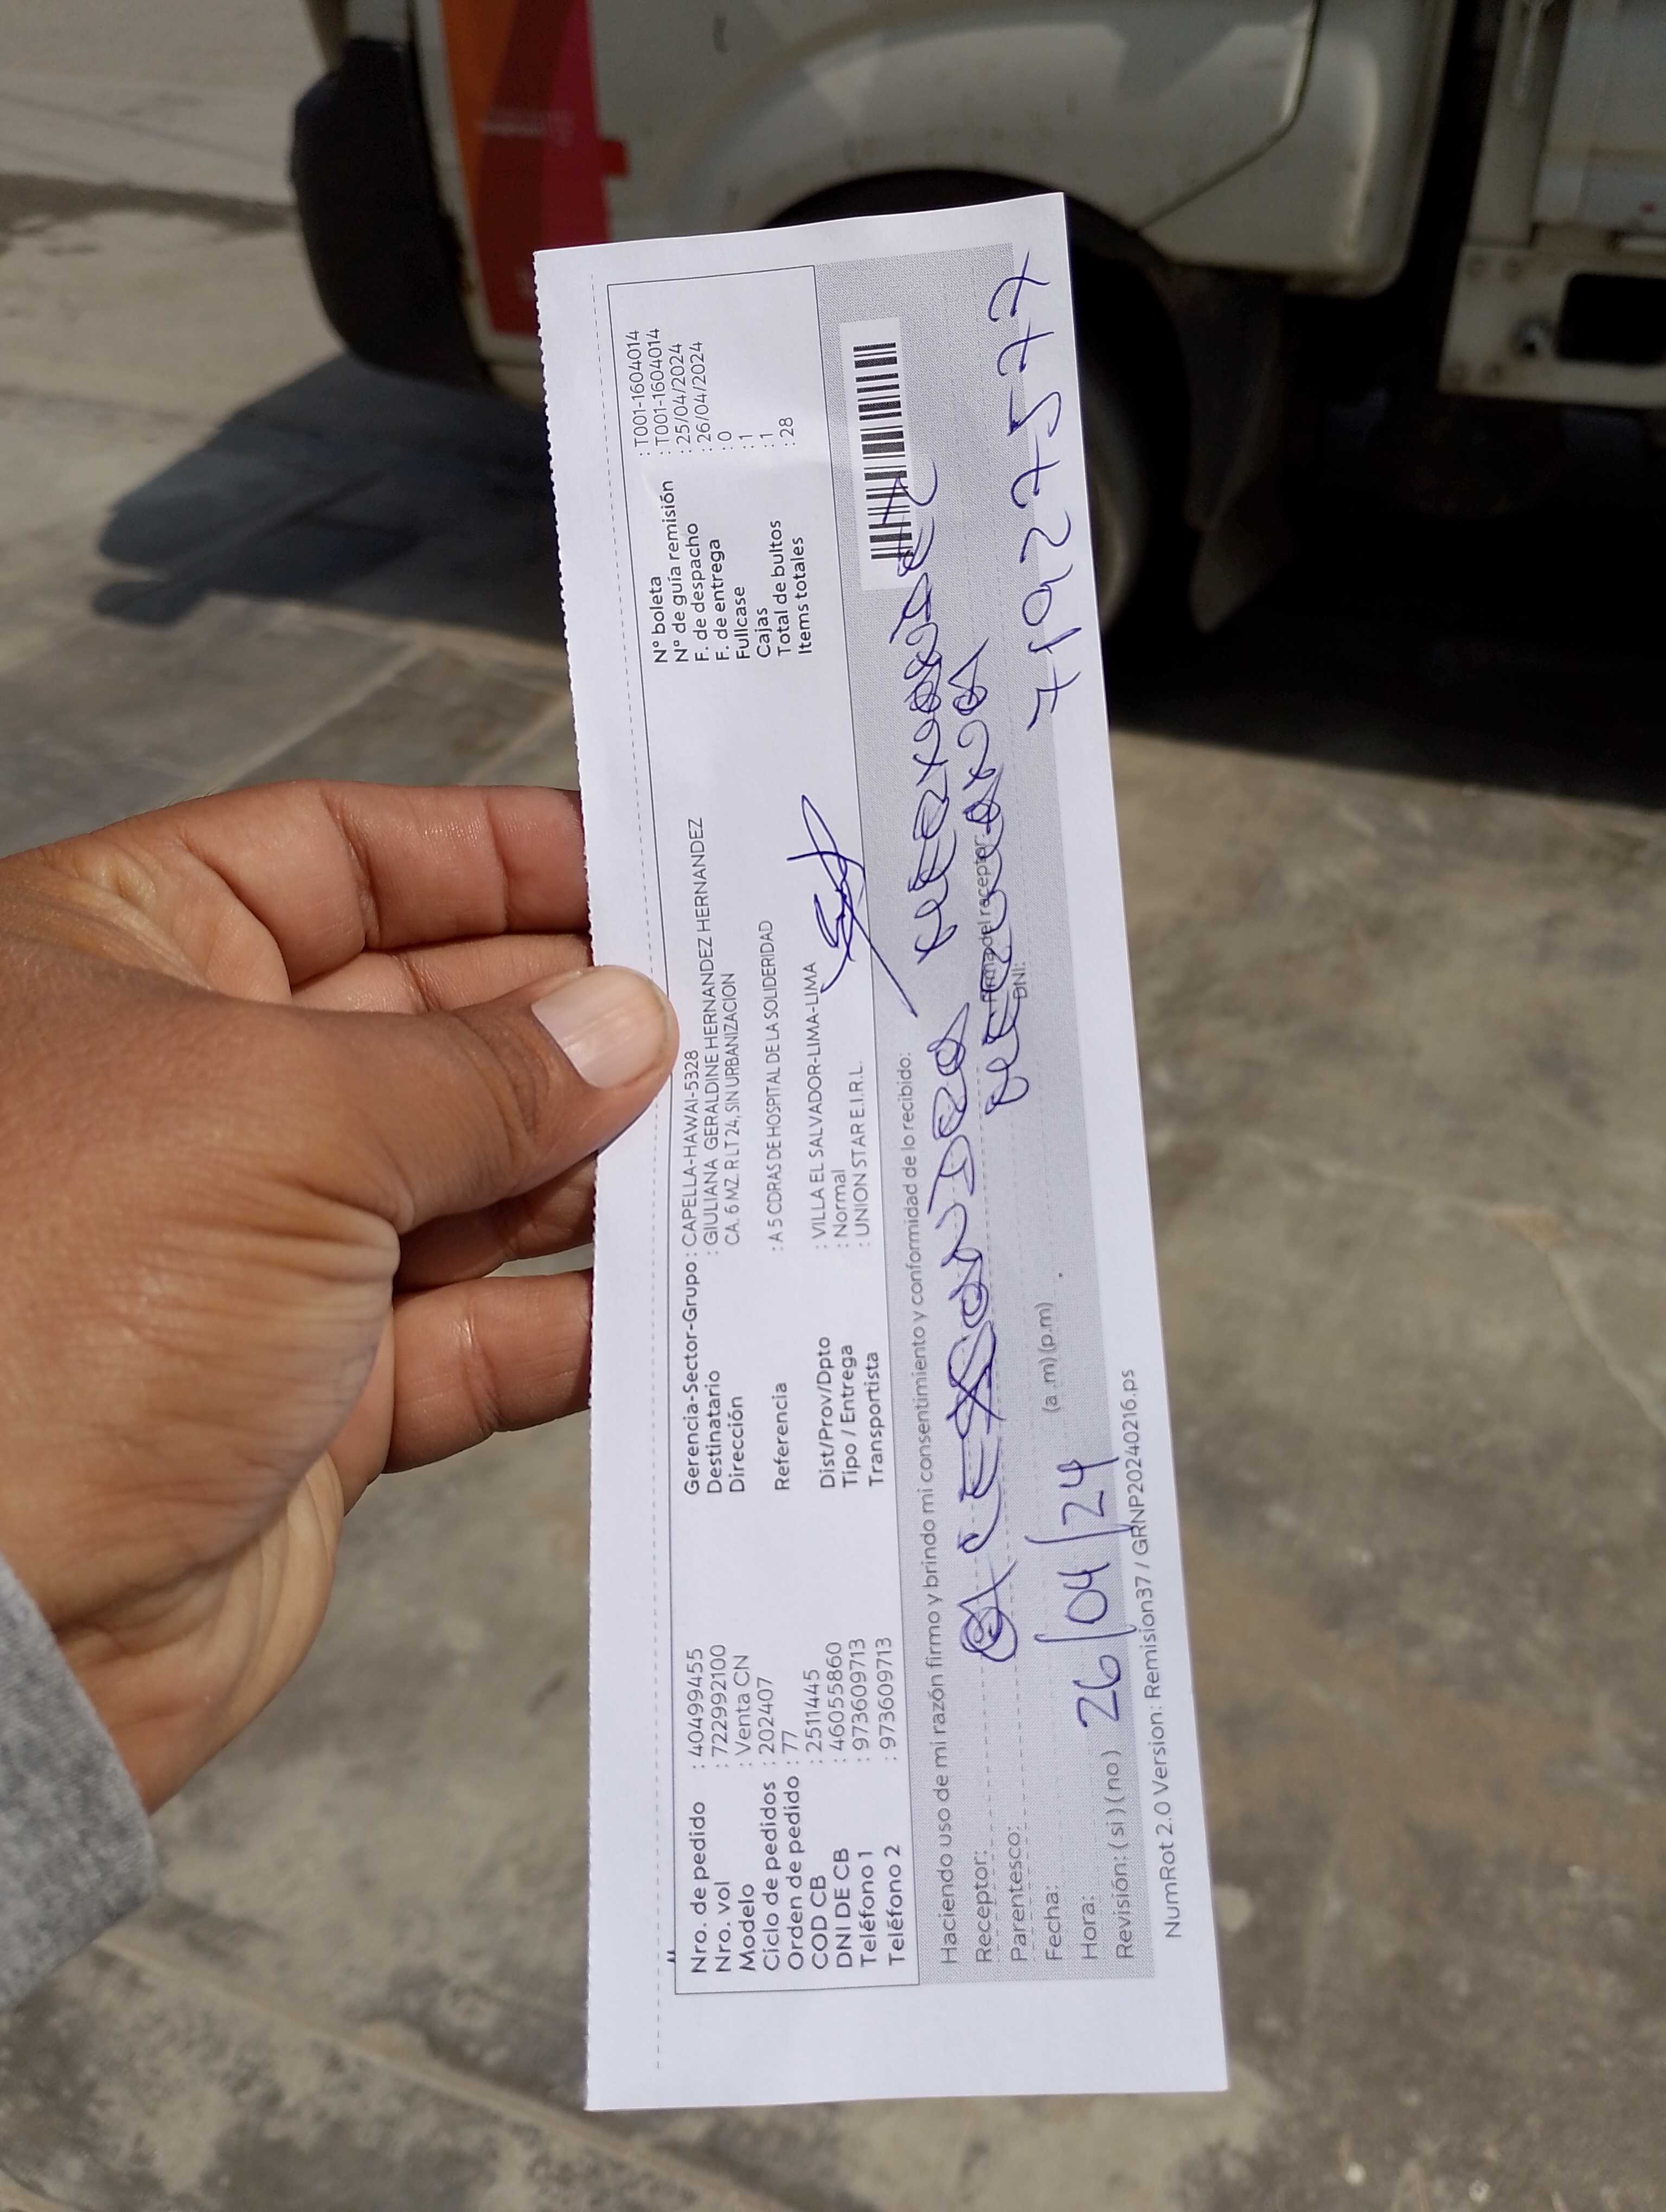 Nro. de pedido : 40499455
Nro. vol : 722992100
Modelo : Venta CN
Ciclo de pedidos : 202407
Orden de pedido : 77
COD CB : 2511445
DNI DE CB : 46055860
Teléfono 1 : 973609713
Teléfono 2 : 973609713
Gerencia-Sector-Grupo : CAPELLA-HAWAI-5328
Destinatario : GIULIANA GERALDINE HERNANDEZ HERNANDEZ
Dirección CA. 6 MZ. R LT 24, SIN URBANIZACION
Referencia : A 5 CDRAS DE HOSPITAL DE LA SOLIDERIDAD
Dist/Prov/Dpto : VILLA EL SALVADOR-LIMA-LIMA
Tipo / Entrega : Normal
Transportista : UNION STAR E.I.R.L.
N° boleta : T001-1604014
N° de guía remisión : T001-1604014
F. de despacho : 25/04/2024
F. de entrega : 26/04/2024
Fullcase : 0
Cajas : 1
Total de bultos : 1
Items totales : 28
Haciendo uso de mi razón firmo y brindo mi consentimiento y conformidad de lo recibido:
Receptor:
Parentesco:
Fecha: (a.m) (p.m)
Hora: 26/04/24
Revisión: (si) (no)
Firma del receptor
DNI:
71927577
NumRot 2.0 Version: Remision37 / GRNP20240216.ps